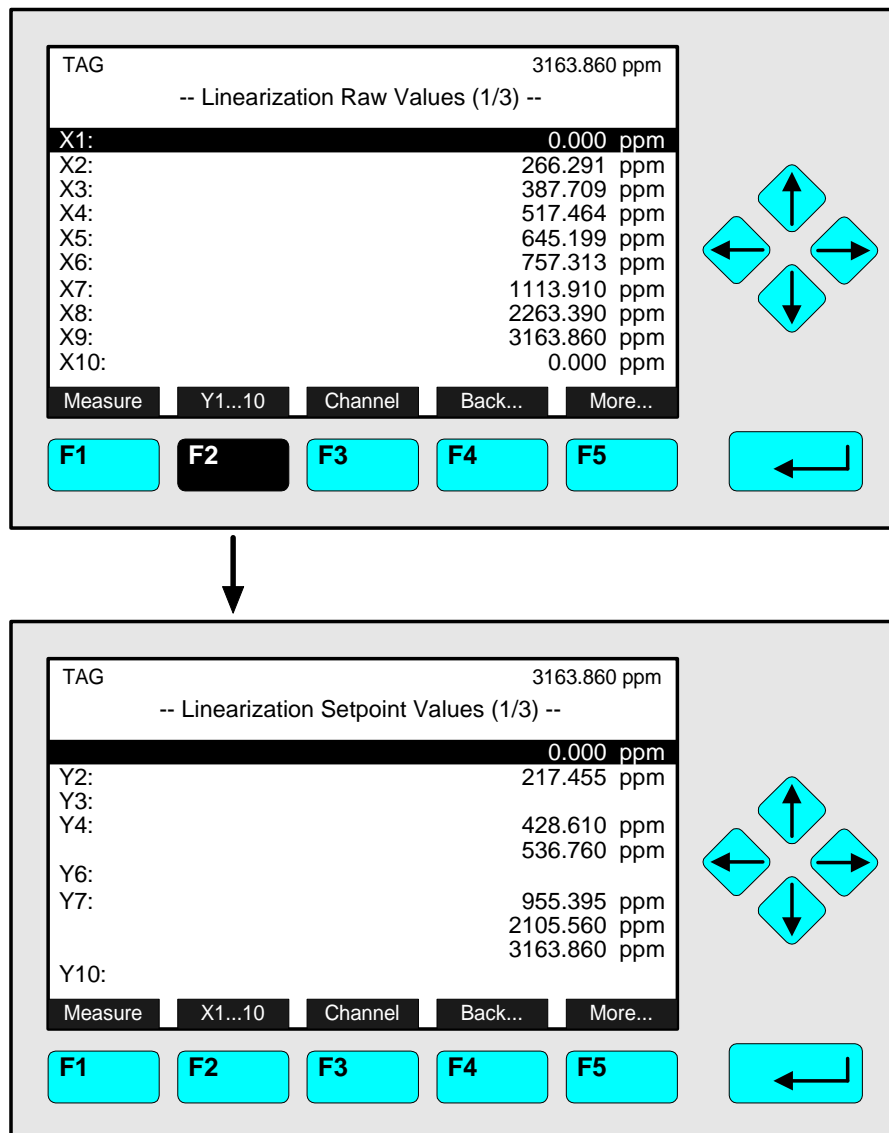 TAG 3163.860 ppm
-- Linearization Raw Values (1/3) --
X1: 0.000 ppm
X2: 266.291 ppm
X3: 387.709 ppm
X4: 517.464 ppm
X5: 645.199 ppm
X6: 757.313 ppm
X7: 1113.910 ppm
X8: 2263.390 ppm
X9: 3163.860 ppm
X10: 0.000 ppm
Measure Y1...10 Channel Back... More...
F1 F2 F3 F4 F5
TAG 3163.860 ppm
-- Linearization Setpoint Values (1/3) --
0.000 ppm
Y2: 217.455 ppm
Y3:
Y4: 428.610 ppm
536.760 ppm
Y6:
Y7: 955.395 ppm
2105.560 ppm
3163.860 ppm
Y10:
Measure X1...10 Channel Back... More...
F1 F2 F3 F4 F5